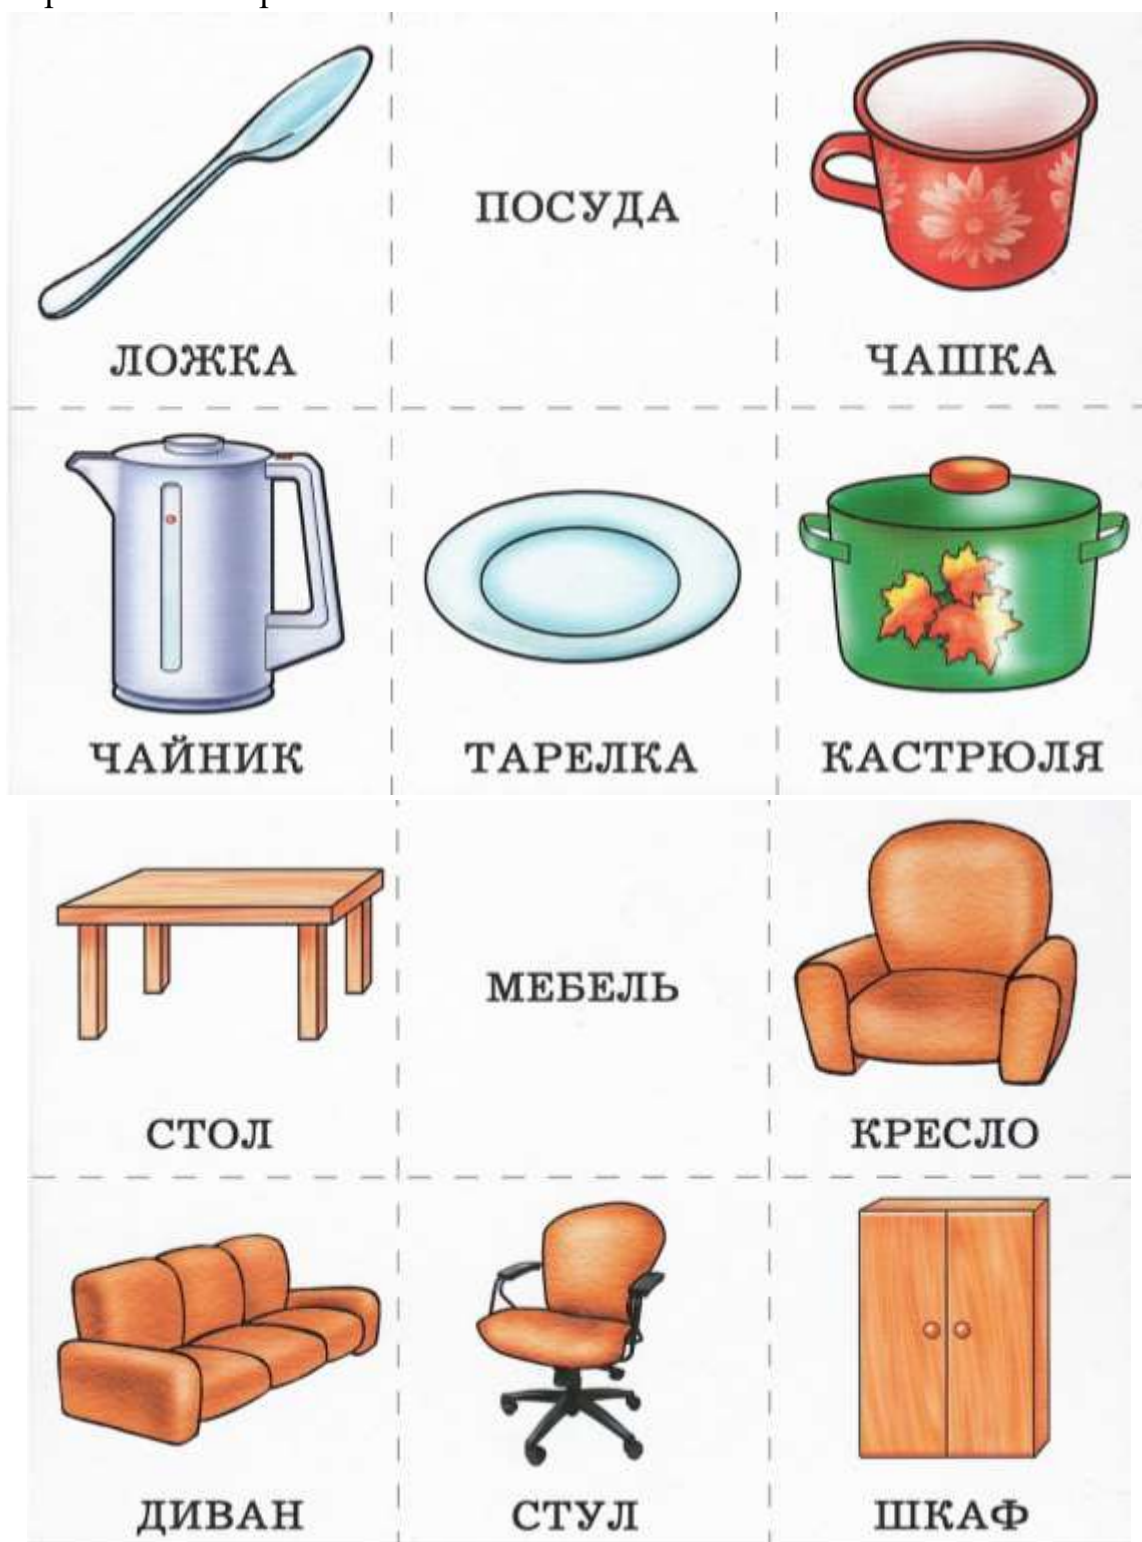 ПОСУДА
ЛОЖКА
ЧАШКА
ЧАЙНИК
ТАРЕЛКА
КАСТРЮЛЯ
МЕБЕЛЬ
СТОЛ
КРЕСЛО
ДИВАН
СТУЛ
ШКАФ